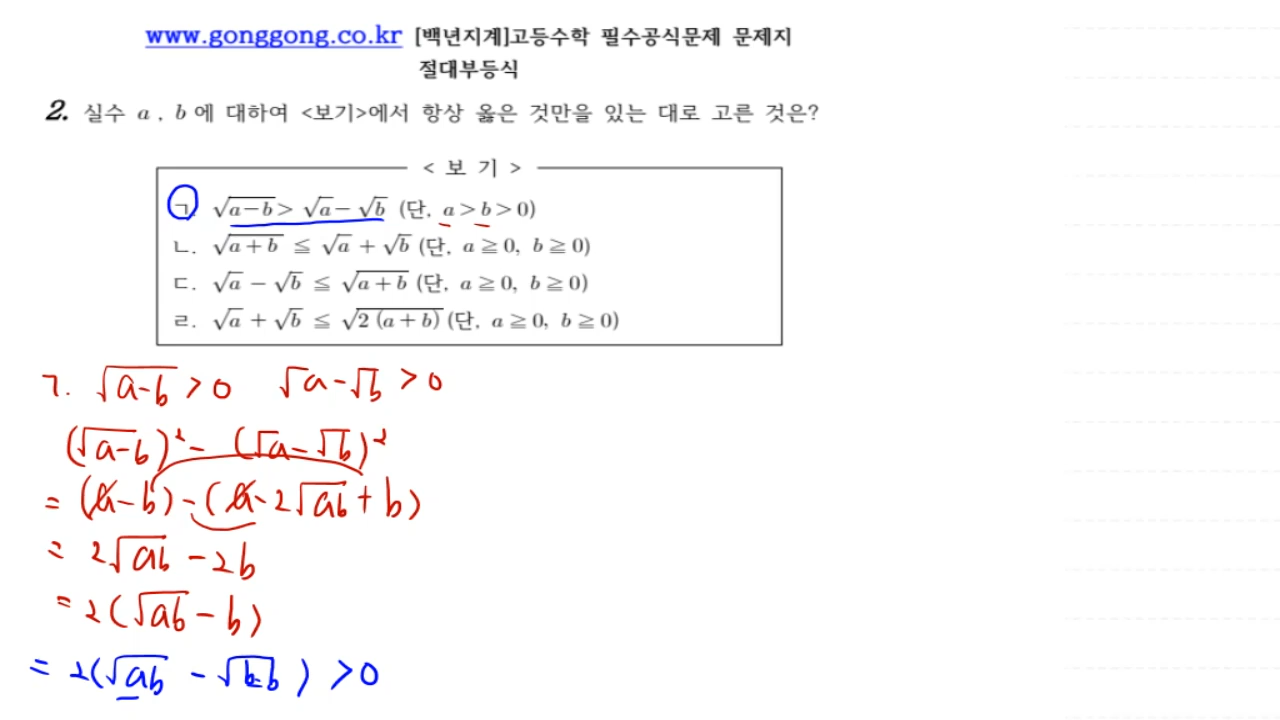 www.gonggong.co.kr [백년지계]고등수학 필수공식문제 문제지
절대부등식
2. 실수 a, b에 대하여 <보기>에서 항상 옳은 것만을 있는 대로 고른 것은?
< 보 기 >
ㄱ. √(a−b) > √a − √b (단, a > b > 0)
ㄴ. √(a+b) ≦ √a + √b (단, a ≧ 0, b ≧ 0)
ㄷ. √a − √b ≦ √(a+b) (단, a ≧ 0, b ≧ 0)
ㄹ. √a + √b ≦ √(2(a+b)) (단, a ≧ 0, b ≧ 0)
ㄱ. √(a−b) > 0 √a − √b > 0
(√(a−b))² − (√a − √b)²
= (a−b) − (a − 2√(ab) + b)
= 2√(ab) − 2b
= 2(√(ab) − b)
= 2(√(ab) − √(b·b)) > 0